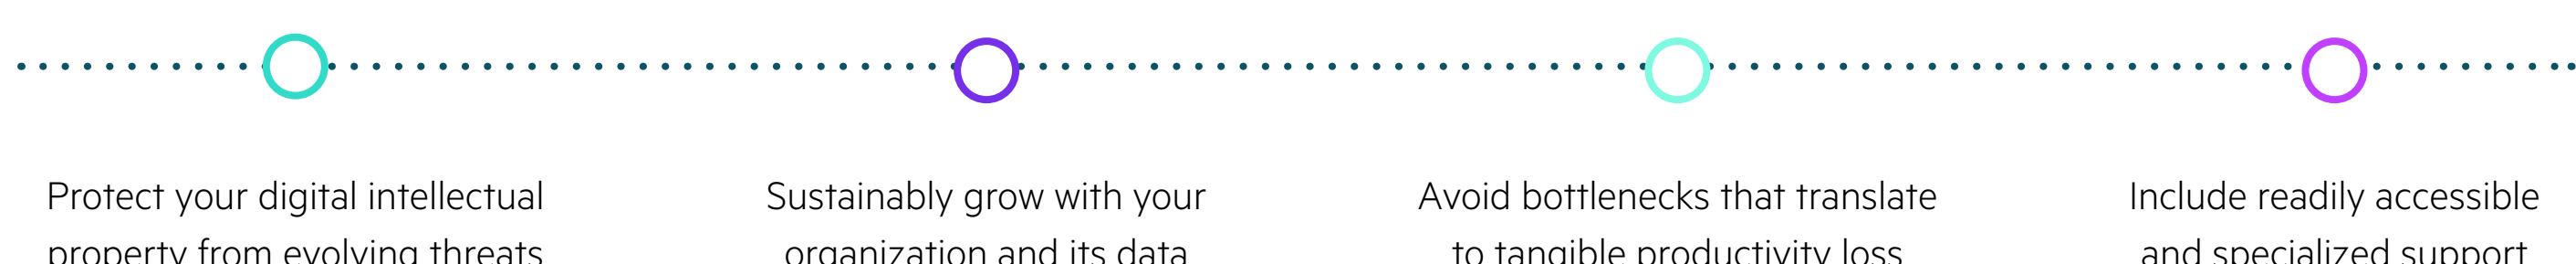 Protect your digital intellectual
property from evolving threats
Sustainably grow with your
organization and its data
Avoid bottlenecks that translate
to tangible productivity loss
Include readily accessible
and specialized support